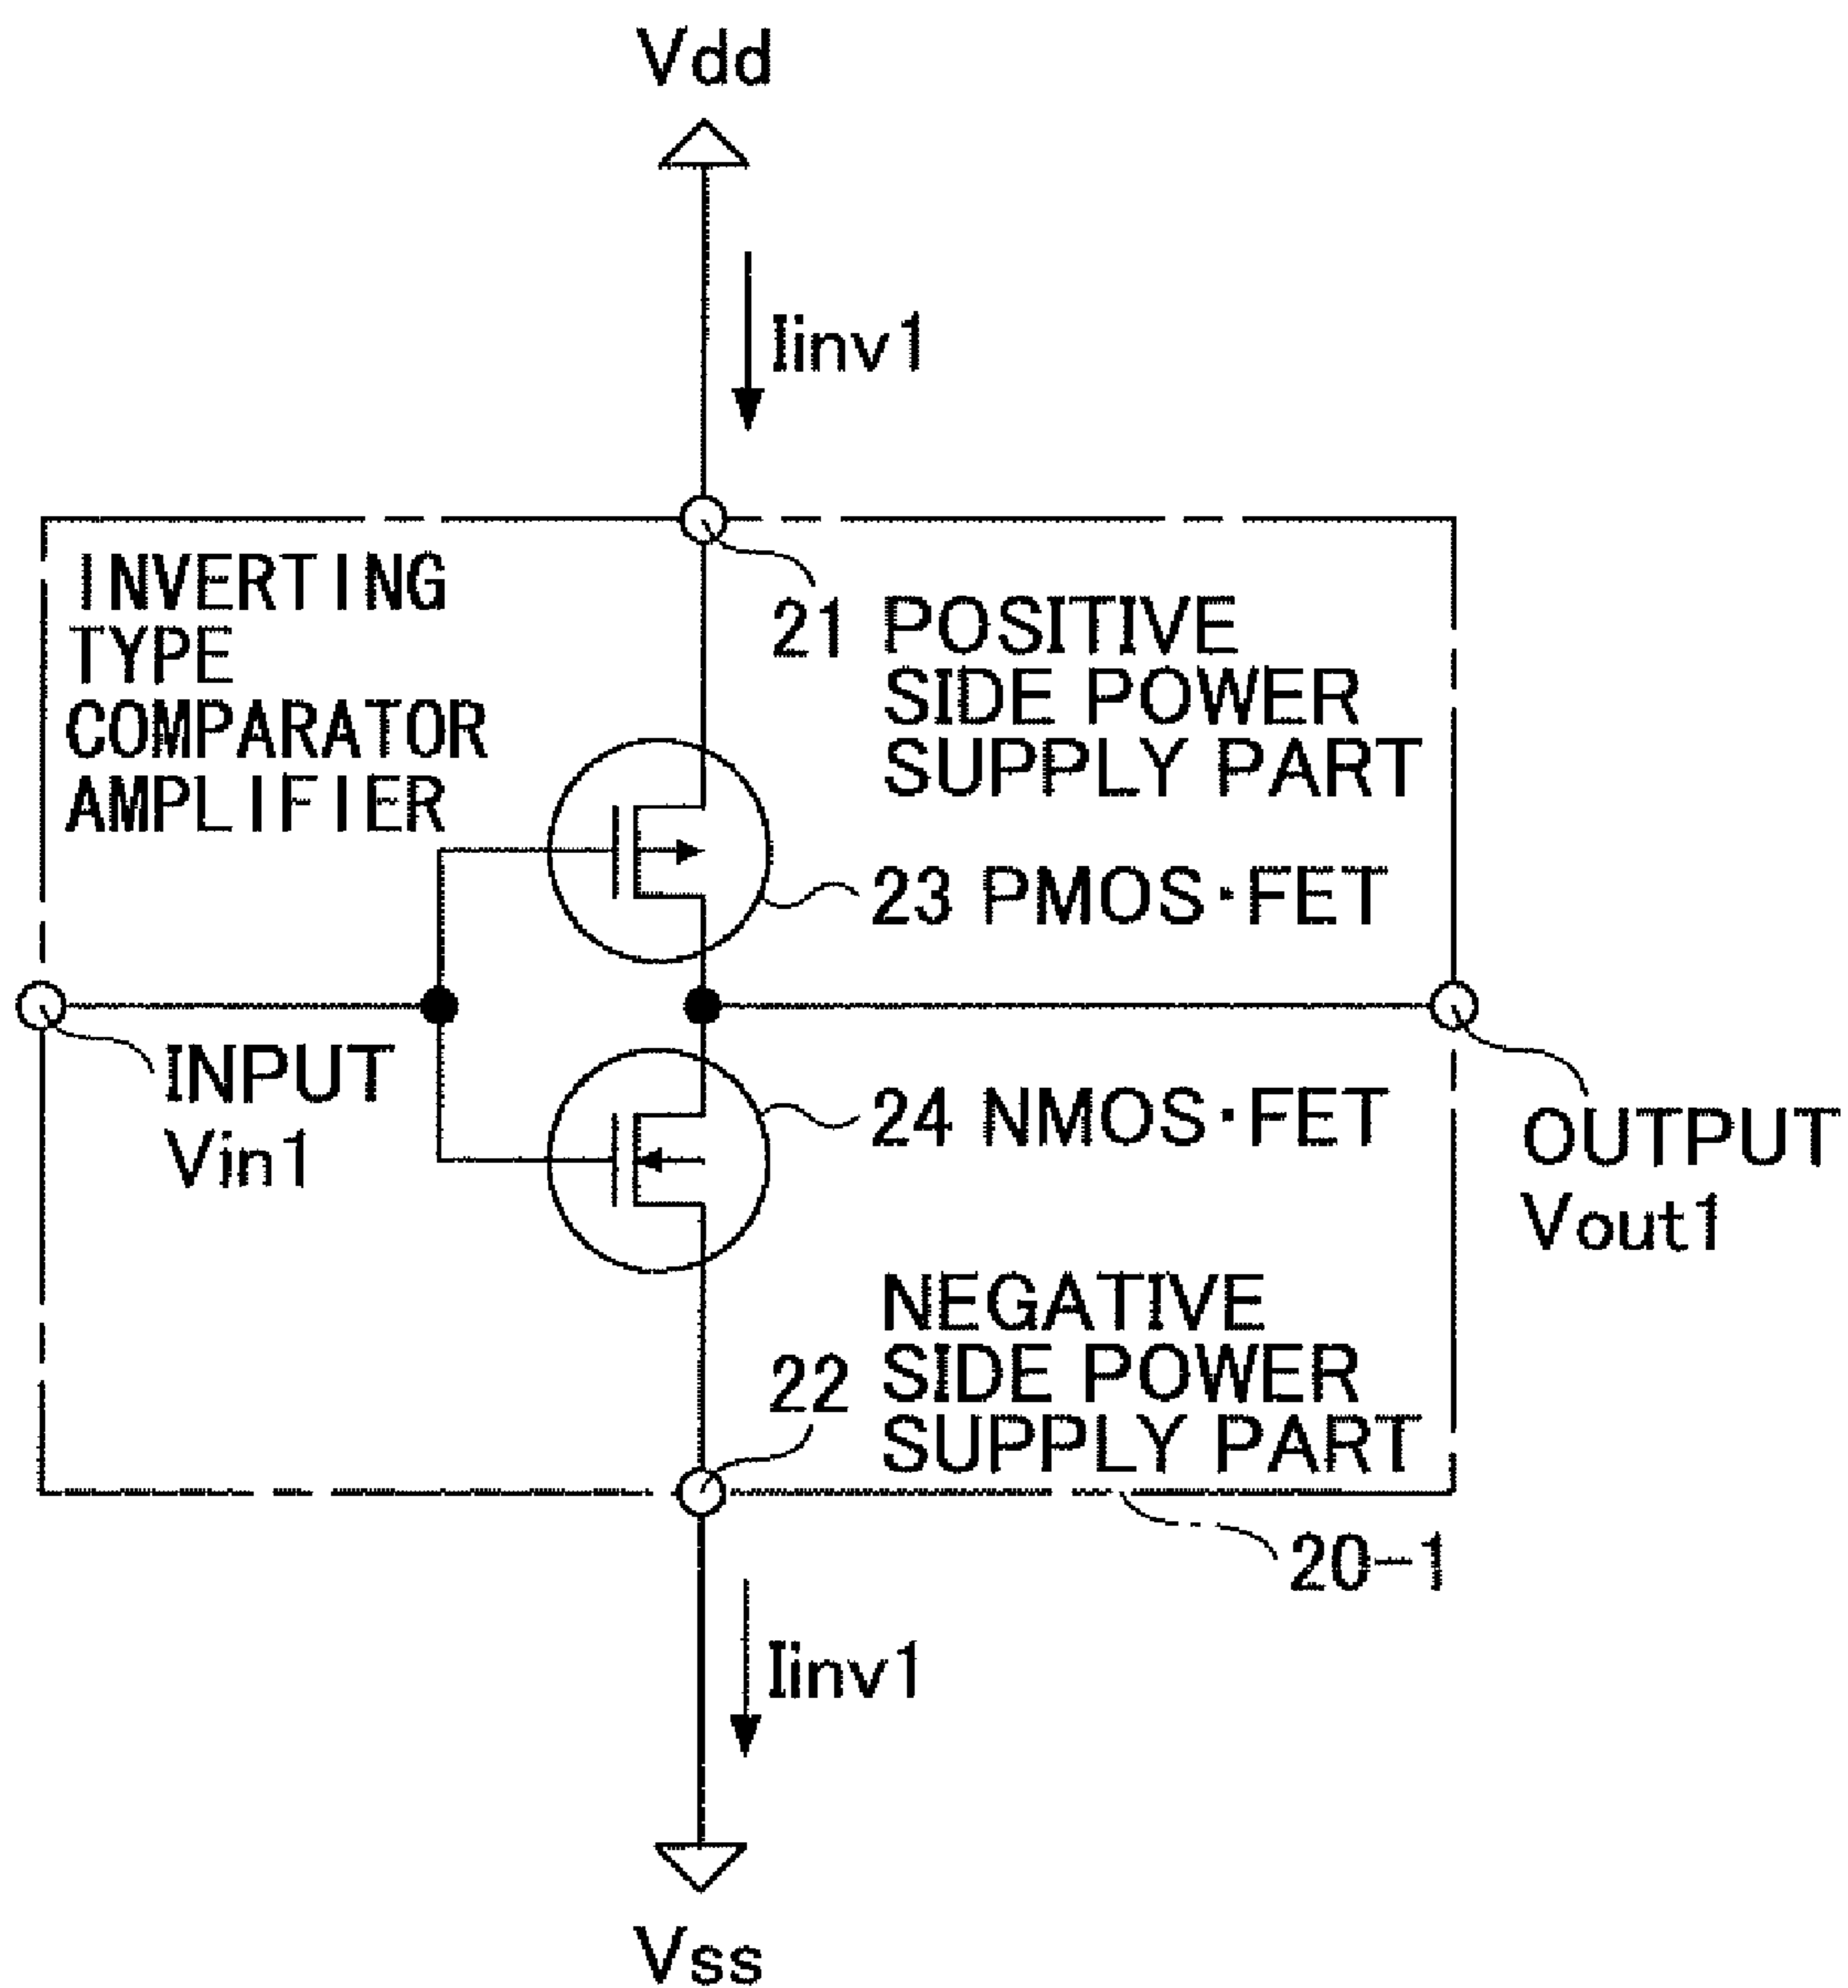 Vdd
Iinv1
INVERTING
TYPE
COMPARATOR
AMPLIFIER
21 POSITIVE
SIDE POWER
SUPPLY PART
23 PMOS·FET
INPUT
Vin1
24 NMOS·FET
OUTPUT
Vout1
22 NEGATIVE
SIDE POWER
SUPPLY PART
20-1
Iinv1
Vss